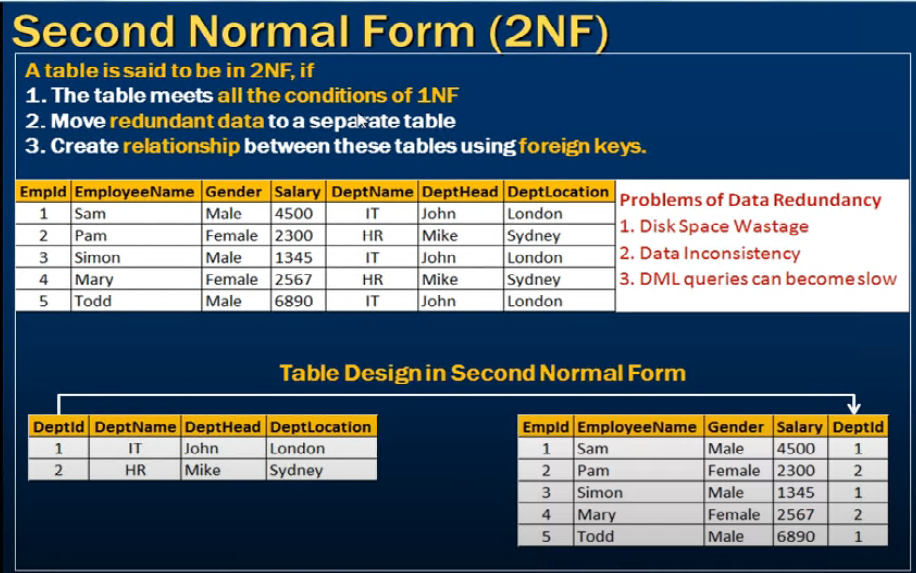 Second Normal Form (2NF)
A table is said to be in 2NF, if
1. The table meets all the conditions of 1NF
2. Move redundant data to a separate table
3. Create relationship between these tables using foreign keys.
EmpId EmployeeName Gender Salary DeptName DeptHead DeptLocation
1 Sam Male 4500 IT John London
2 Pam Female 2300 HR Mike Sydney
3 Simon Male 1345 IT John London
4 Mary Female 2567 HR Mike Sydney
5 Todd Male 6890 IT John London
Problems of Data Redundancy
1. Disk Space Wastage
2. Data Inconsistency
3. DML queries can become slow
Table Design in Second Normal Form
DeptId DeptName DeptHead DeptLocation
1 IT John London
2 HR Mike Sydney
EmpId EmployeeName Gender Salary DeptId
1 Sam Male 4500 1
2 Pam Female 2300 2
3 Simon Male 1345 1
4 Mary Female 2567 2
5 Todd Male 6890 1